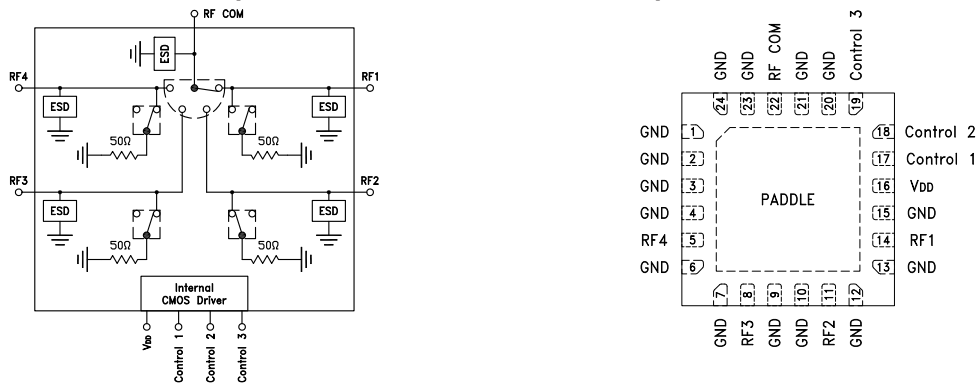 RF COM
ESD
RF4
RF1
ESD
ESD
50Ω
50Ω
RF3
RF2
ESD
ESD
50Ω
50Ω
Internal
CMOS Driver
VDD
Control 1
Control 2
Control 3
GND
GND
RF COM
GND
GND
Control 3
24
23
22
21
20
19
GND 1
GND 2
GND 3
GND 4
RF4 5
GND 6
PADDLE
18 Control 2
17 Control 1
16 VDD
15 GND
14 RF1
13 GND
7
8
9
10
11
12
GND
RF3
GND
GND
RF2
GND